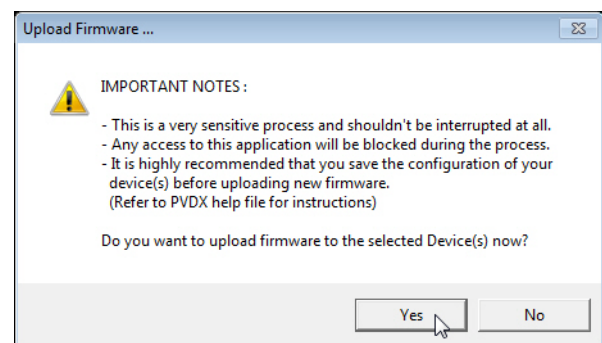 Upload Firmware ...
IMPORTANT NOTES :
- This is a very sensitive process and shouldn't be interrupted at all.
- Any access to this application will be blocked during the process.
- It is highly recommended that you save the configuration of your
device(s) before uploading new firmware.
(Refer to PVDX help file for instructions)
Do you want to upload firmware to the selected Device(s) now?
Yes
No